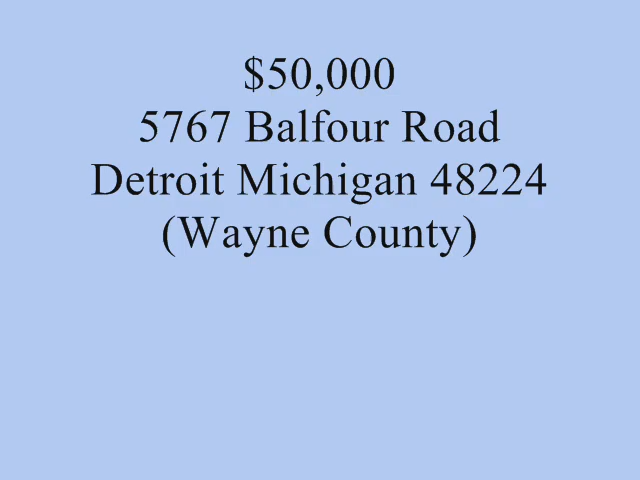 $50,000
5767 Balfour Road
Detroit Michigan 48224
(Wayne County)